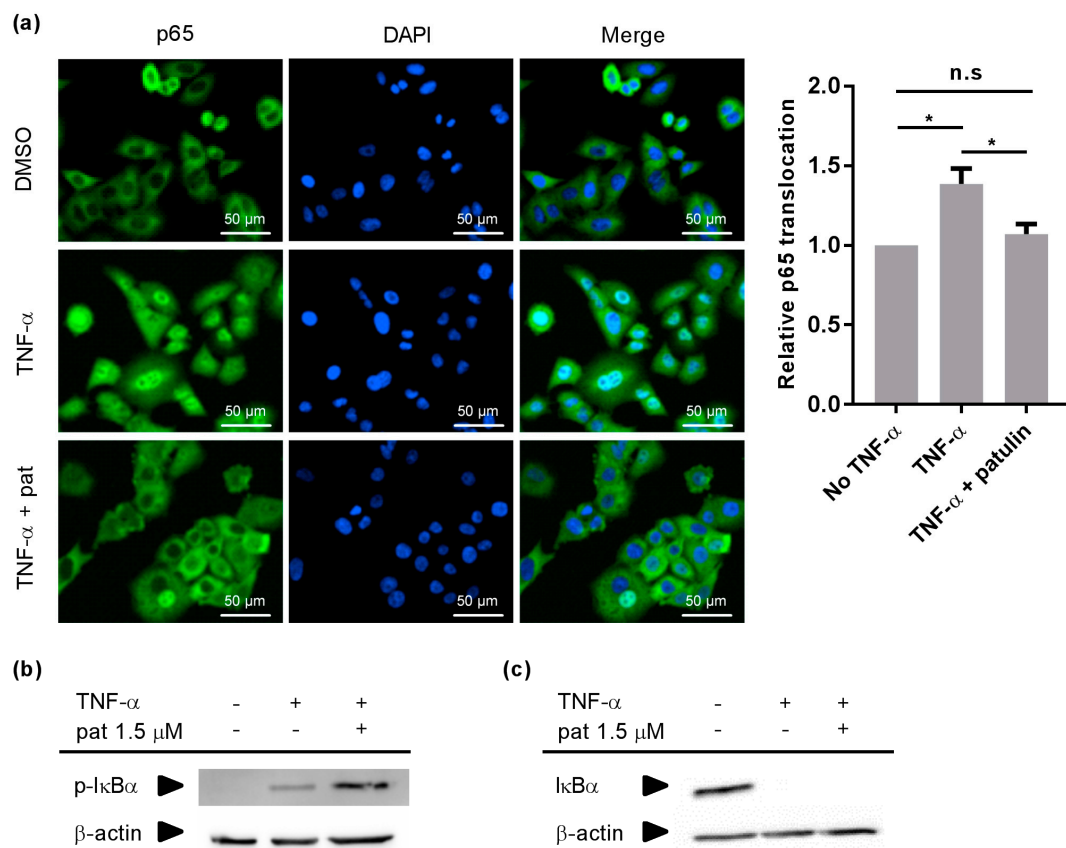 (a)
p65
DAPI
Merge
DMSO
50 µm
50 µm
50 µm
TNF-α
50 µm
50 µm
50 µm
TNF-α + pat
50 µm
50 µm
50 µm
Relative p65 translocation
2.0
1.5
1.0
0.5
0.0
n.s
*
*
No TNF-α
TNF-α
TNF-α + patulin
(b)
TNF-α - + +
pat 1.5 µM - - +
p-IκBα
β-actin
(c)
TNF-α - + +
pat 1.5 µM - - +
IκBα
β-actin